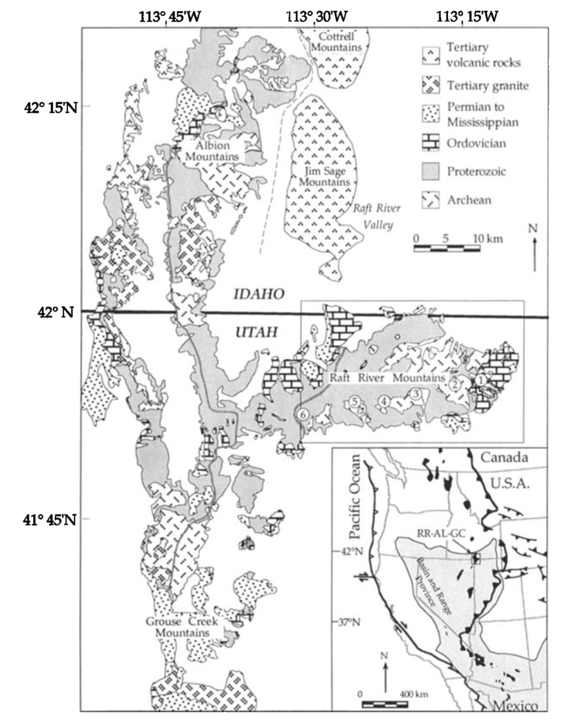 113°45'W
113°30'W
113°15'W
42°15'N
42° N
41°45'N
Cottrell
Mountains
Albion
Mountains
Jim Sage
Mountains
Raft River
Valley
Tertiary
volcanic rocks
Tertiary granite
Permian to
Mississippian
Ordovician
Proterozoic
Archean
0 5 10 km
N
IDAHO
UTAH
Raft River Mountains
1
2
3
4
5
6
Grouse Creek
Mountains
Canada
U.S.A.
Pacific Ocean
RR-AL-GC
42°N
Basin and Range
Province
37°N
N
0 400 km
Mexico